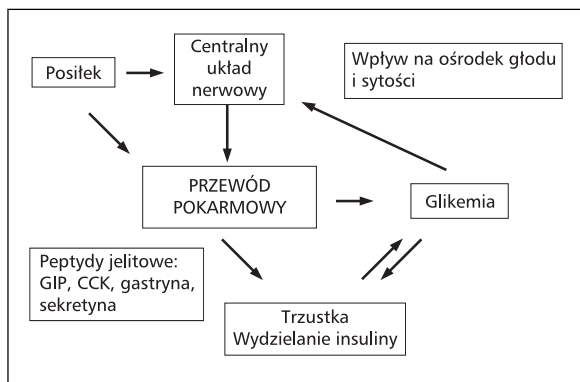 Posiłek
Centralny
układ
nerwowy
Wpływ na ośrodek głodu
i sytości
PRZEWÓD
POKARMOWY
Glikemia
Peptydy jelitowe:
GIP, CCK, gastryna,
sekretyna
Trzustka
Wydzielanie insuliny